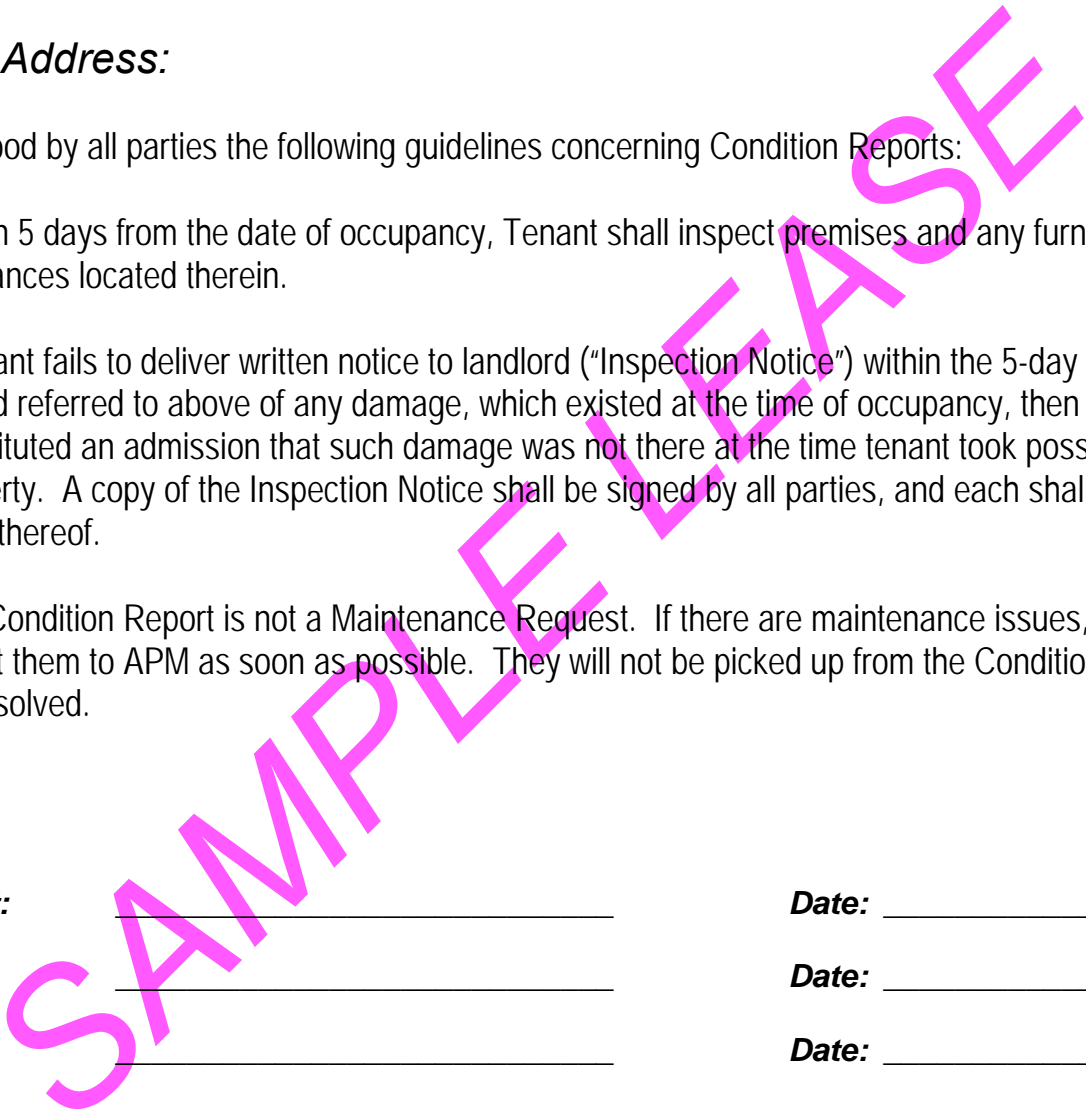 Address:
ood by all parties the following guidelines concerning Condition Reports:
n 5 days from the date of occupancy, Tenant shall inspect premises and any furn
ances located therein.
ant fails to deliver written notice to landlord (“Inspection Notice”) within the 5-day
d referred to above of any damage, which existed at the time of occupancy, then
ituted an admission that such damage was not there at the time tenant took poss
erty. A copy of the Inspection Notice shall be signed by all parties, and each shal
thereof.
Condition Report is not a Maintenance Request. If there are maintenance issues,
t them to APM as soon as possible. They will not be picked up from the Conditio
solved.
: ____________________________ Date: ____________
____________________________ Date: ____________
____________________________ Date: ____________
SAMPLE LEASE